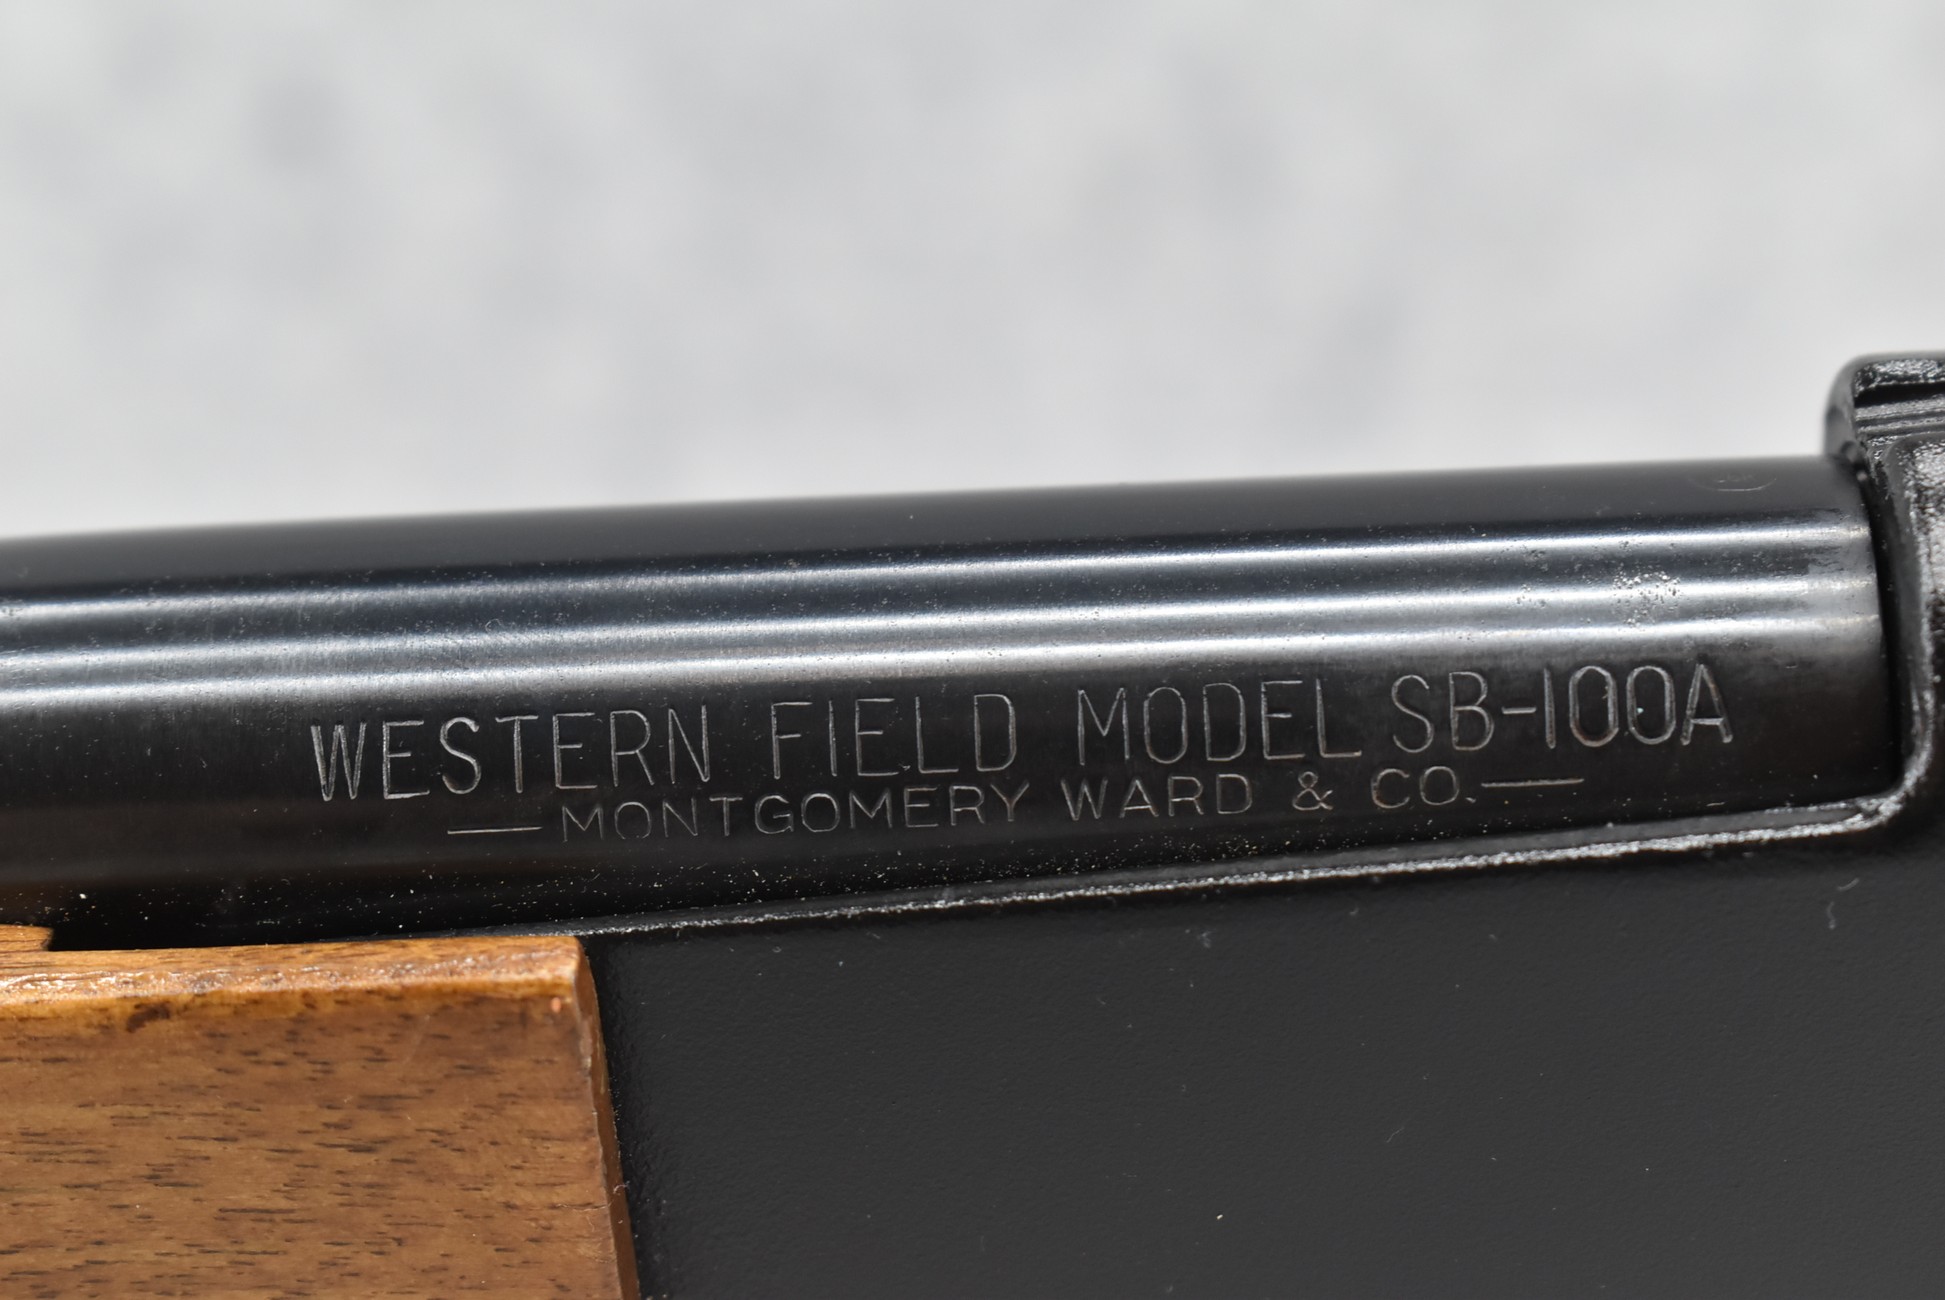 WESTERN FIELD MODEL SB-100A
—MONTGOMERY WARD & CO.—